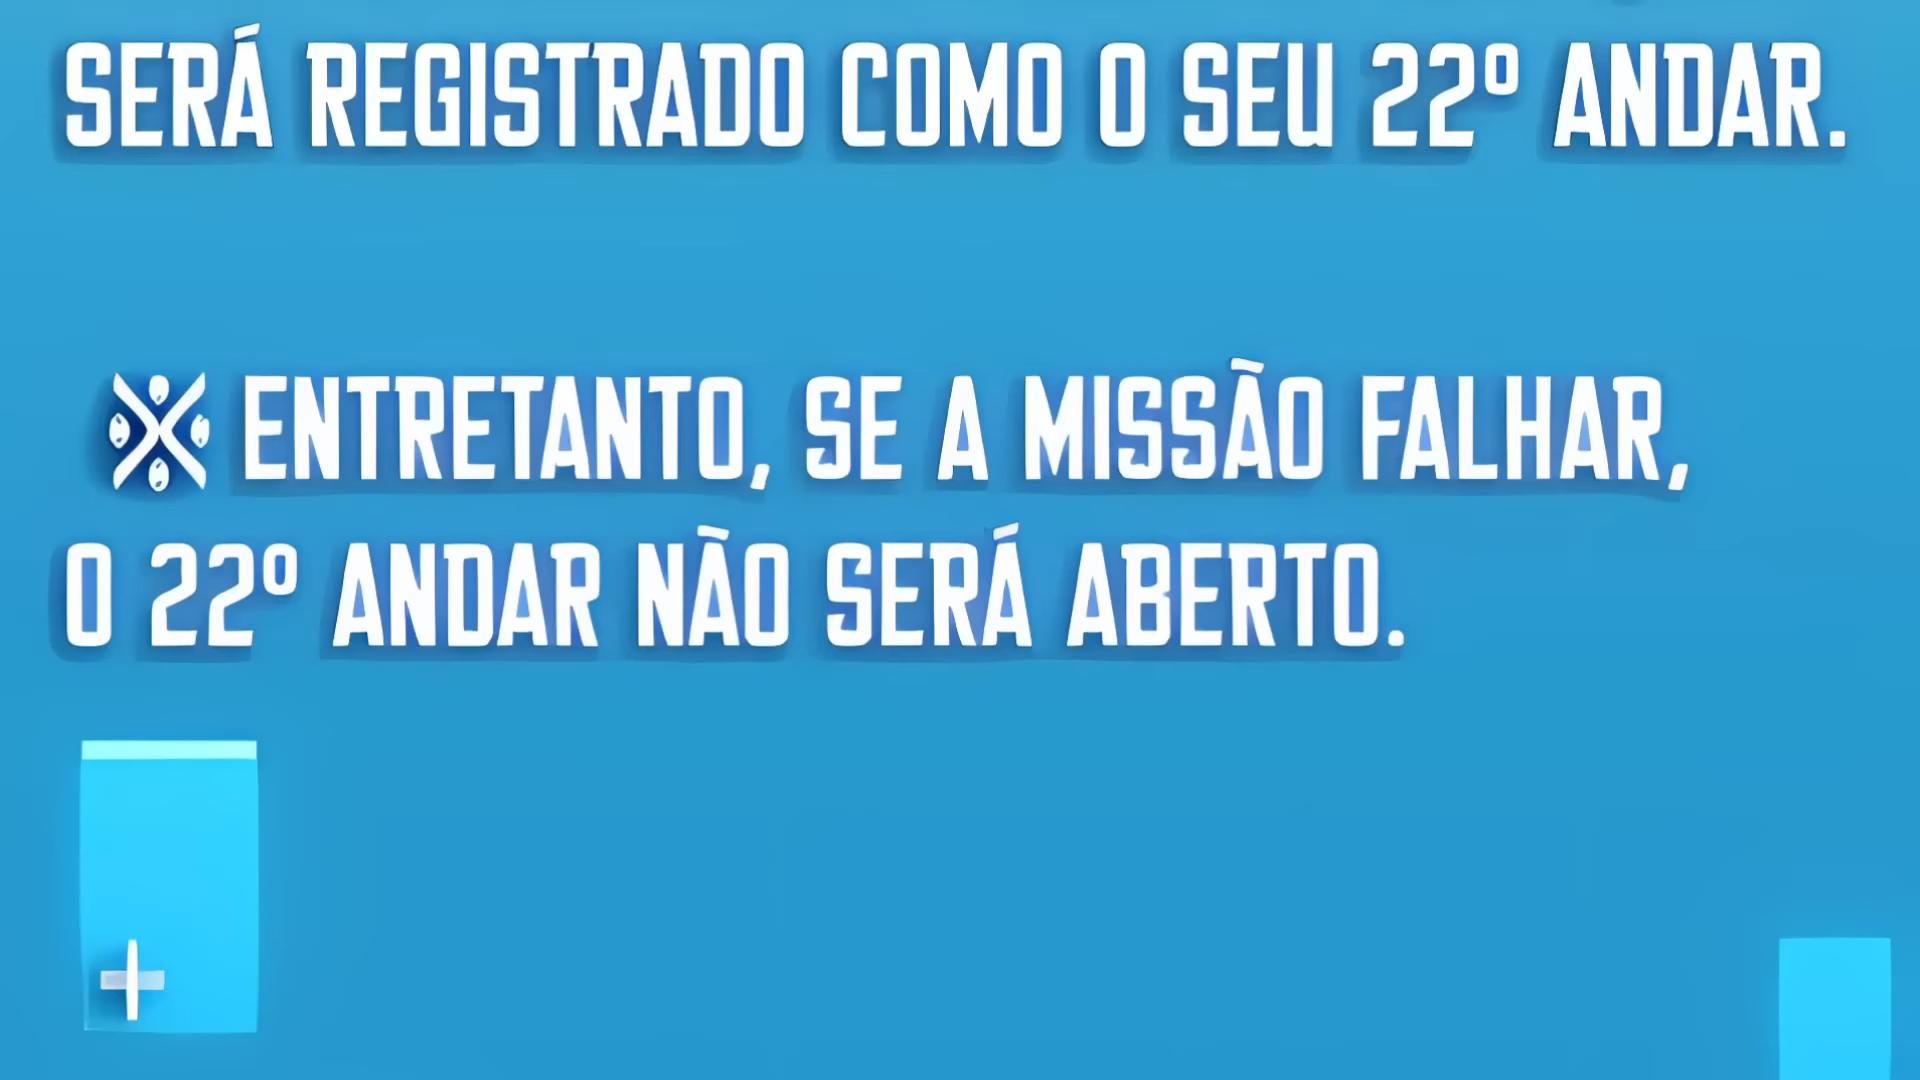 SERÁ REGISTRADO COMO O SEU 22º ANDAR.
※ ENTRETANTO, SE A MISSÃO FALHAR,
O 22º ANDAR NÃO SERÁ ABERTO.